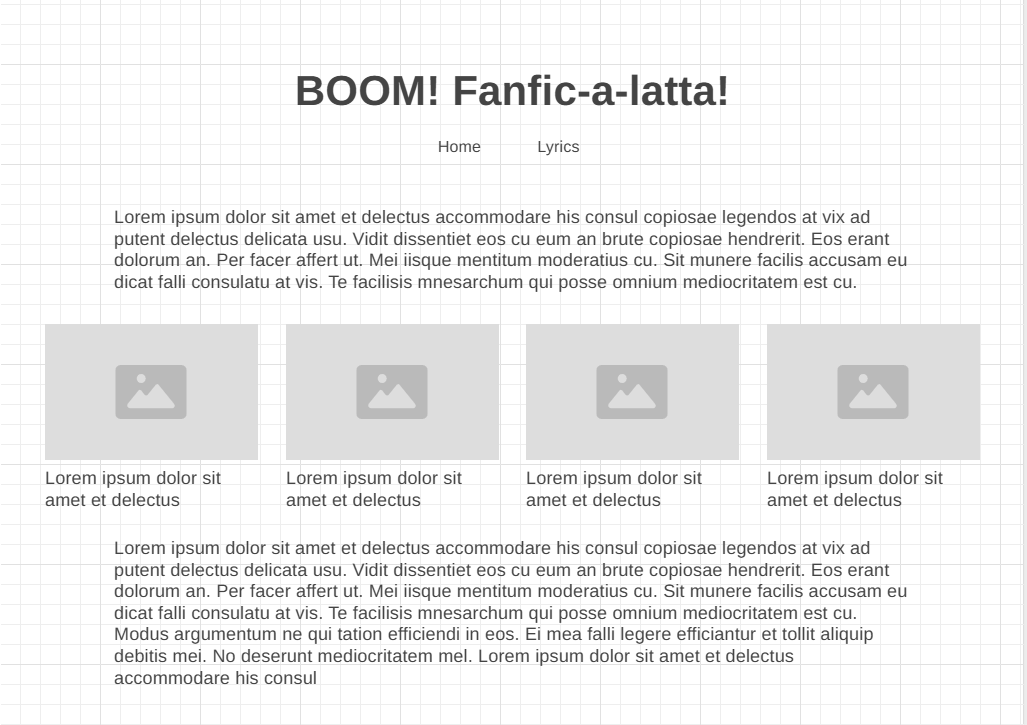 BOOM! Fanfic-a-latta!
Home Lyrics
Lorem ipsum dolor sit amet et delectus accommodare his consul copiosae legendos at vix ad
putent delectus delicata usu. Vidit dissentiet eos cu eum an brute copiosae hendrerit. Eos erant
dolorum an. Per facer affert ut. Mei iisque mentitum moderatius cu. Sit munere facilis accusam eu
dicat falli consulatu at vis. Te facilisis mnesarchum qui posse omnium mediocritatem est cu.
Lorem ipsum dolor sit
amet et delectus
Lorem ipsum dolor sit
amet et delectus
Lorem ipsum dolor sit
amet et delectus
Lorem ipsum dolor sit
amet et delectus
Lorem ipsum dolor sit amet et delectus accommodare his consul copiosae legendos at vix ad
putent delectus delicata usu. Vidit dissentiet eos cu eum an brute copiosae hendrerit. Eos erant
dolorum an. Per facer affert ut. Mei iisque mentitum moderatius cu. Sit munere facilis accusam eu
dicat falli consulatu at vis. Te facilisis mnesarchum qui posse omnium mediocritatem est cu.
Modus argumentum ne qui tation efficiendi in eos. Ei mea falli legere efficiantur et tollit aliquip
debitis mei. No deserunt mediocritatem mel. Lorem ipsum dolor sit amet et delectus
accommodare his consul